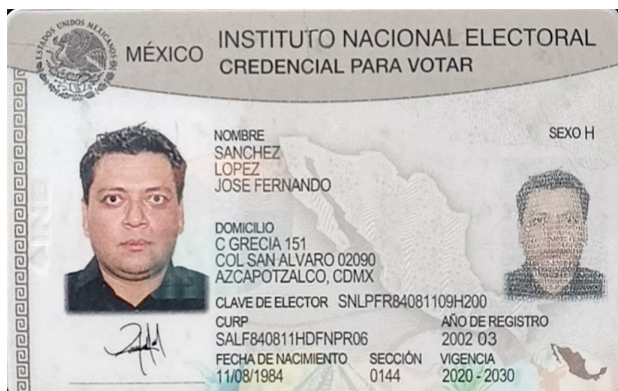 ESTADOS UNIDOS MEXICANOS
MÉXICO INSTITUTO NACIONAL ELECTORAL
CREDENCIAL PARA VOTAR
NOMBRE SEXO H
SANCHEZ
LOPEZ
JOSE FERNANDO
DOMICILIO
C GRECIA 151
COL SAN ALVARO 02090
AZCAPOTZALCO, CDMX
CLAVE DE ELECTOR SNLPFR84081109H200
CURP AÑO DE REGISTRO
SALF840811HDFNPR06 2002 03
FECHA DE NACIMIENTO SECCIÓN VIGENCIA
11/08/1984 0144 2020 - 2030